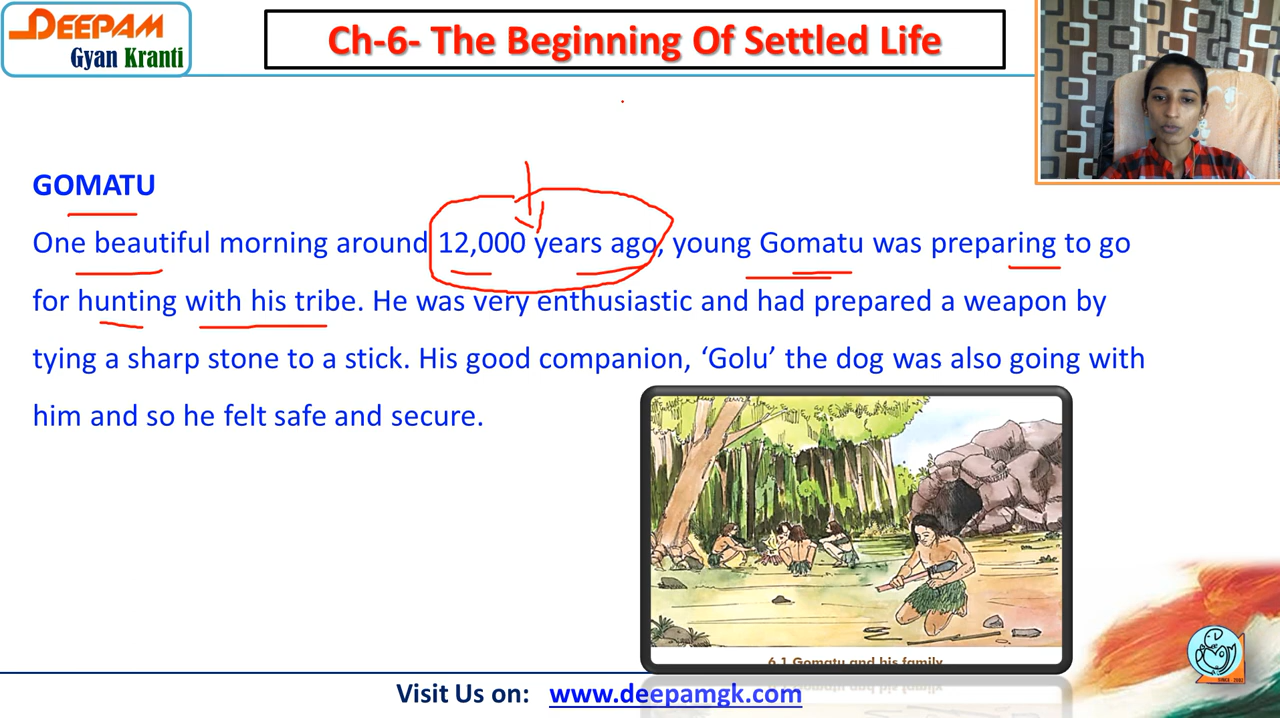 DEEPAM
Gyan Kranti
Ch-6- The Beginning Of Settled Life
GOMATU
One beautiful morning around 12,000 years ago, young Gomatu was preparing to go
for hunting with his tribe. He was very enthusiastic and had prepared a weapon by
tying a sharp stone to a stick. His good companion, ‘Golu’ the dog was also going with
him and so he felt safe and secure.
6.1 Gomatu and his family
Visit Us on: www.deepamgk.com